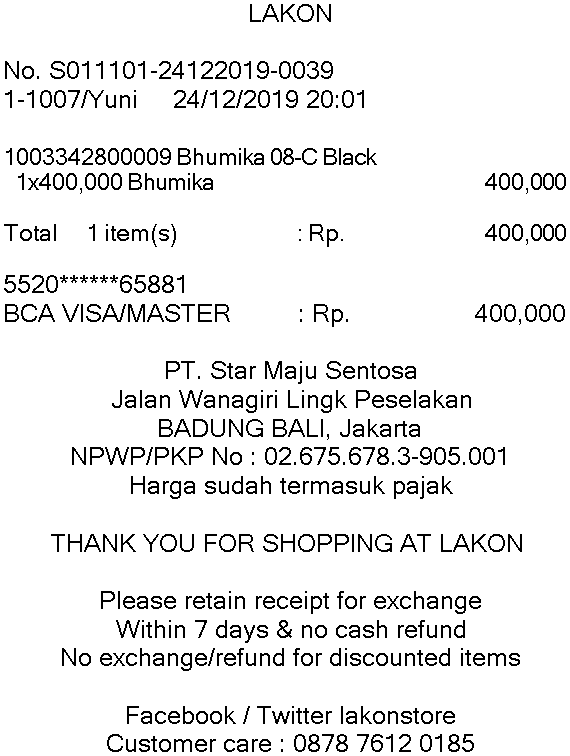 LAKON
No. S011101-24122019-0039
1-1007/Yuni 24/12/2019 20:01
1003342800009 Bhumika 08-C Black
1x400,000 Bhumika 400,000
Total 1 item(s) : Rp. 400,000
5520******65881
BCA VISA/MASTER : Rp. 400,000
PT. Star Maju Sentosa
Jalan Wanagiri Lingk Peselakan
BADUNG BALI, Jakarta
NPWP/PKP No : 02.675.678.3-905.001
Harga sudah termasuk pajak
THANK YOU FOR SHOPPING AT LAKON
Please retain receipt for exchange
Within 7 days & no cash refund
No exchange/refund for discounted items
Facebook / Twitter lakonstore
Customer care : 0878 7612 0185